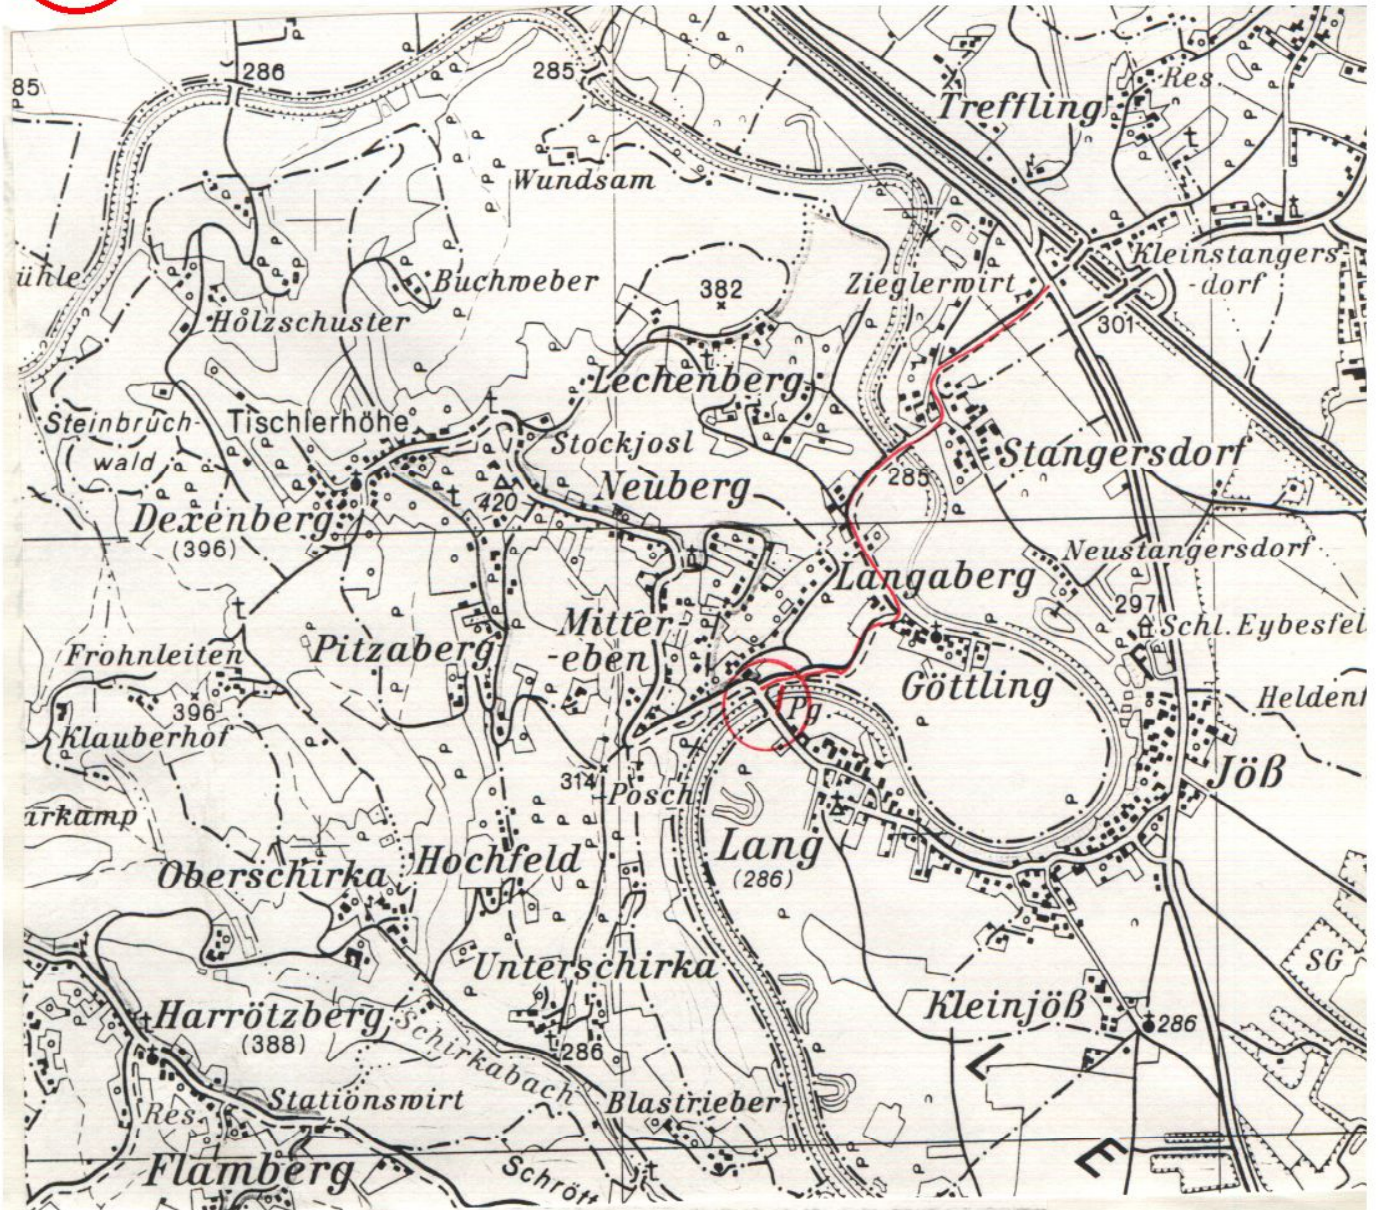 286
285
85
Res.
Treffling
Wundsam
ühle
Buchweber
382
Zieglerwirt
Kleinstangers
-dorf
Holzschuster
301
Lechenberg
Steinbruch-
wald
Tischlerhöhe
Stockjosl
Stangersdorf
285
420
Neuberg
Dexenberg
(396)
Neustangersdorf
Langaberg
297
Schl. Eybesfel
Mitter-
-eben
Pitzaberg
Frohnleiten
396
Göttling
Heldenf
Klauberhof
Pg
314
Posch
Jöß
arkamp
Lang
(286)
Hochfeld
Oberschirka
Unterschirka
SG
Harrötzberg
(388)
Schirkabach
Kleinjöß
286
286
L
F
E
Res.
Stationswirt
Blastrieber
Flamberg
Schrött